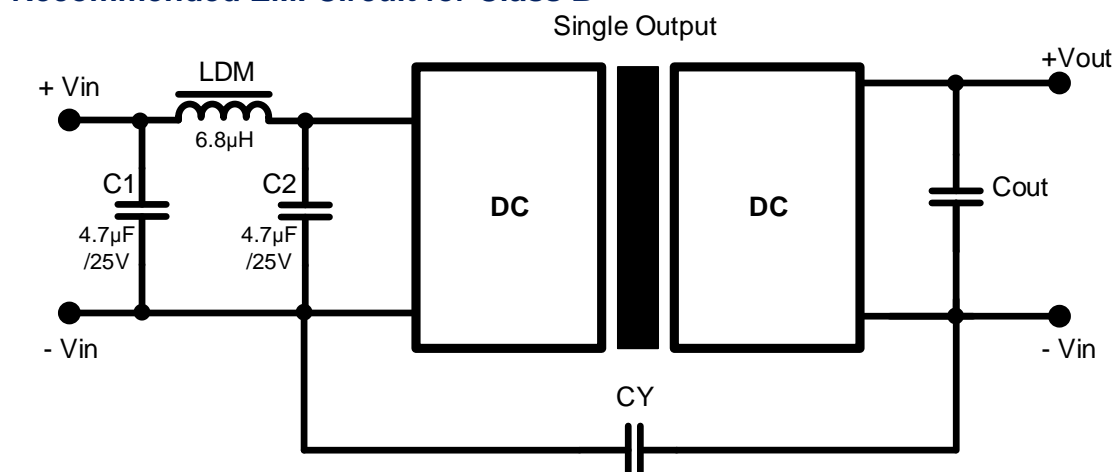 Single Output
LDM
+ Vin
6.8µH
+Vout
C1
4.7µF
/25V
C2
4.7µF
/25V
DC
DC
Cout
- Vin
- Vin
CY